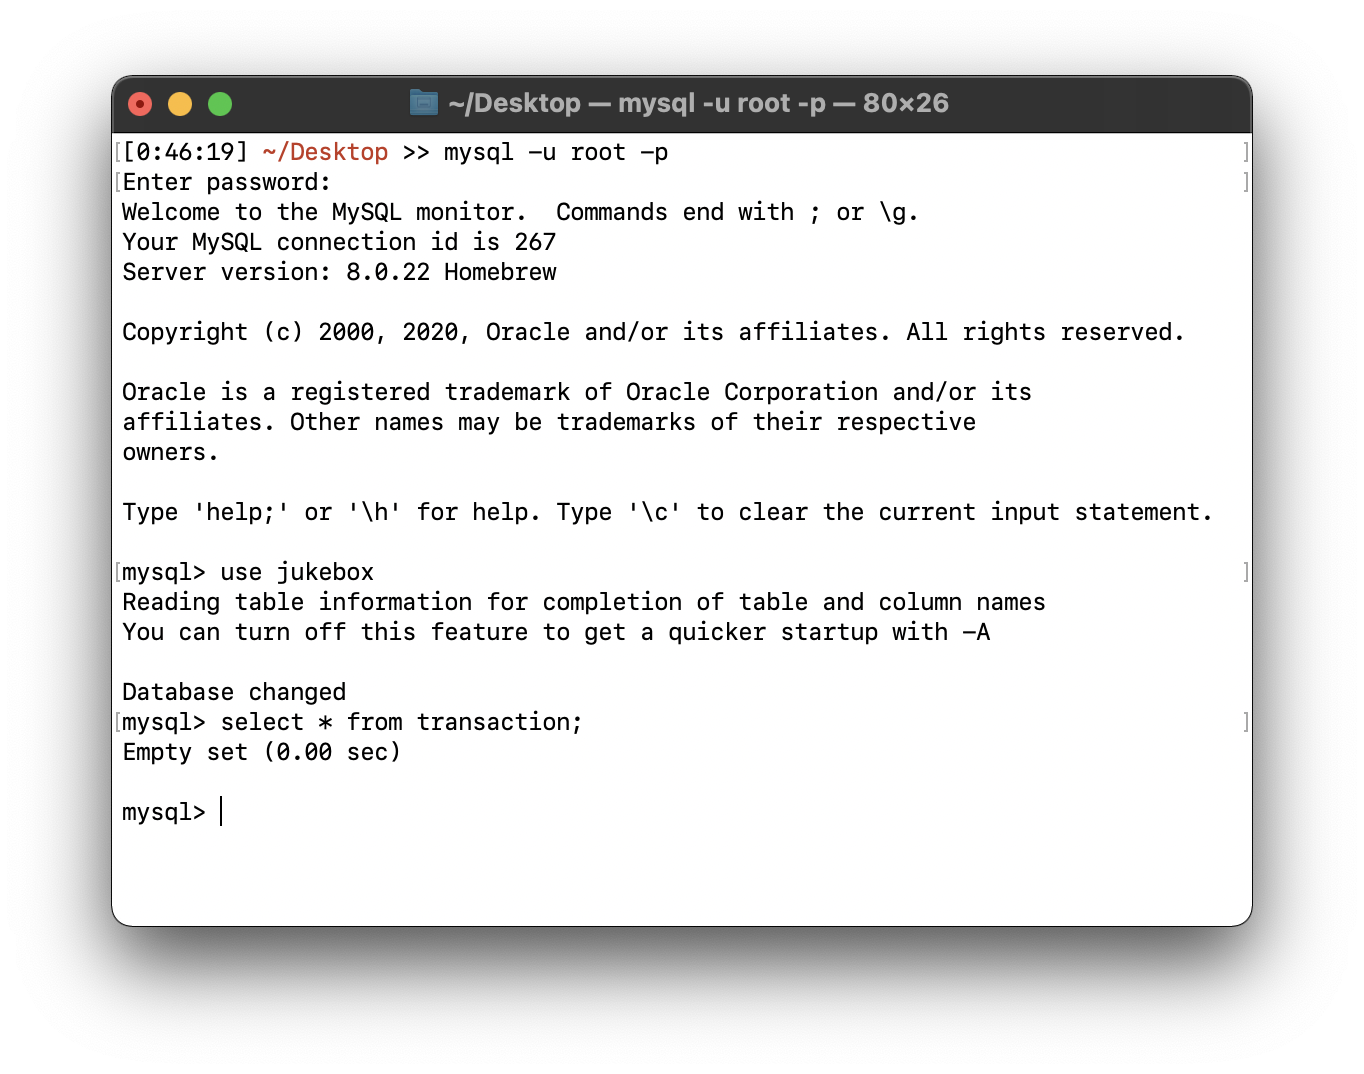 ~/Desktop — mysql -u root -p — 80×26
[0:46:19] ~/Desktop >> mysql -u root -p
Enter password:
Welcome to the MySQL monitor.  Commands end with ; or \g.
Your MySQL connection id is 267
Server version: 8.0.22 Homebrew
Copyright (c) 2000, 2020, Oracle and/or its affiliates. All rights reserved.
Oracle is a registered trademark of Oracle Corporation and/or its
affiliates. Other names may be trademarks of their respective
owners.
Type 'help;' or '\h' for help. Type '\c' to clear the current input statement.
mysql> use jukebox
Reading table information for completion of table and column names
You can turn off this feature to get a quicker startup with -A
Database changed
mysql> select * from transaction;
Empty set (0.00 sec)
mysql>